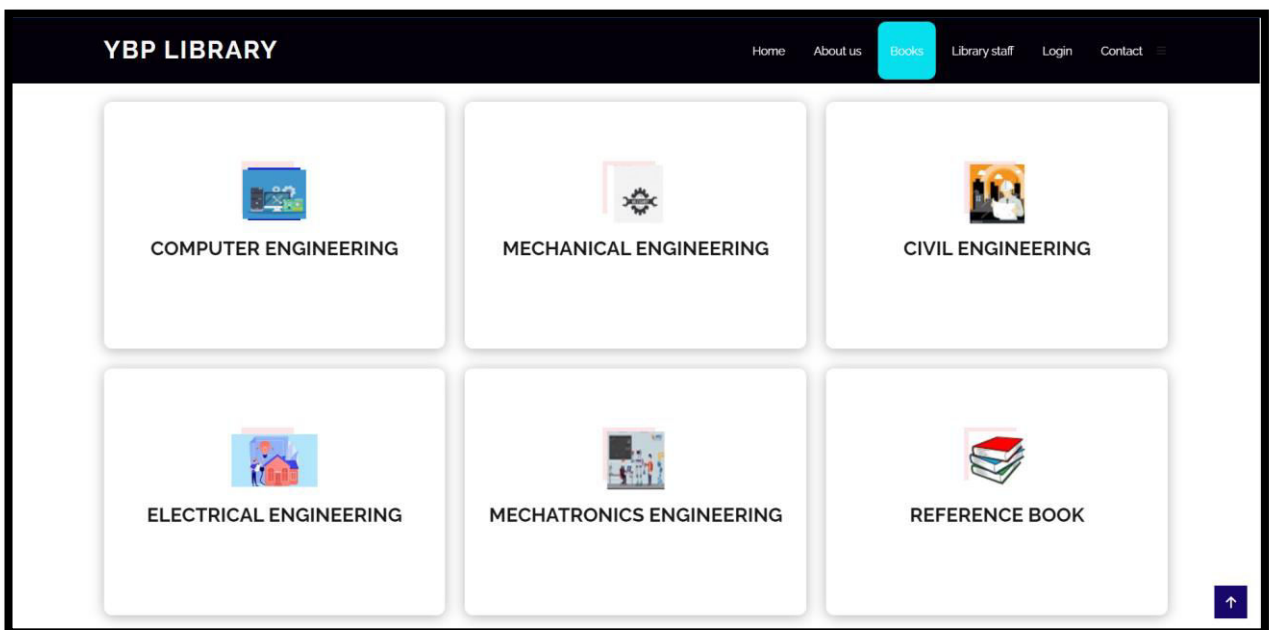 YBP LIBRARY
Home About us Books Library staff Login Contact
COMPUTER ENGINEERING MECHANICAL ENGINEERING CIVIL ENGINEERING
ELECTRICAL ENGINEERING MECHATRONICS ENGINEERING REFERENCE BOOK